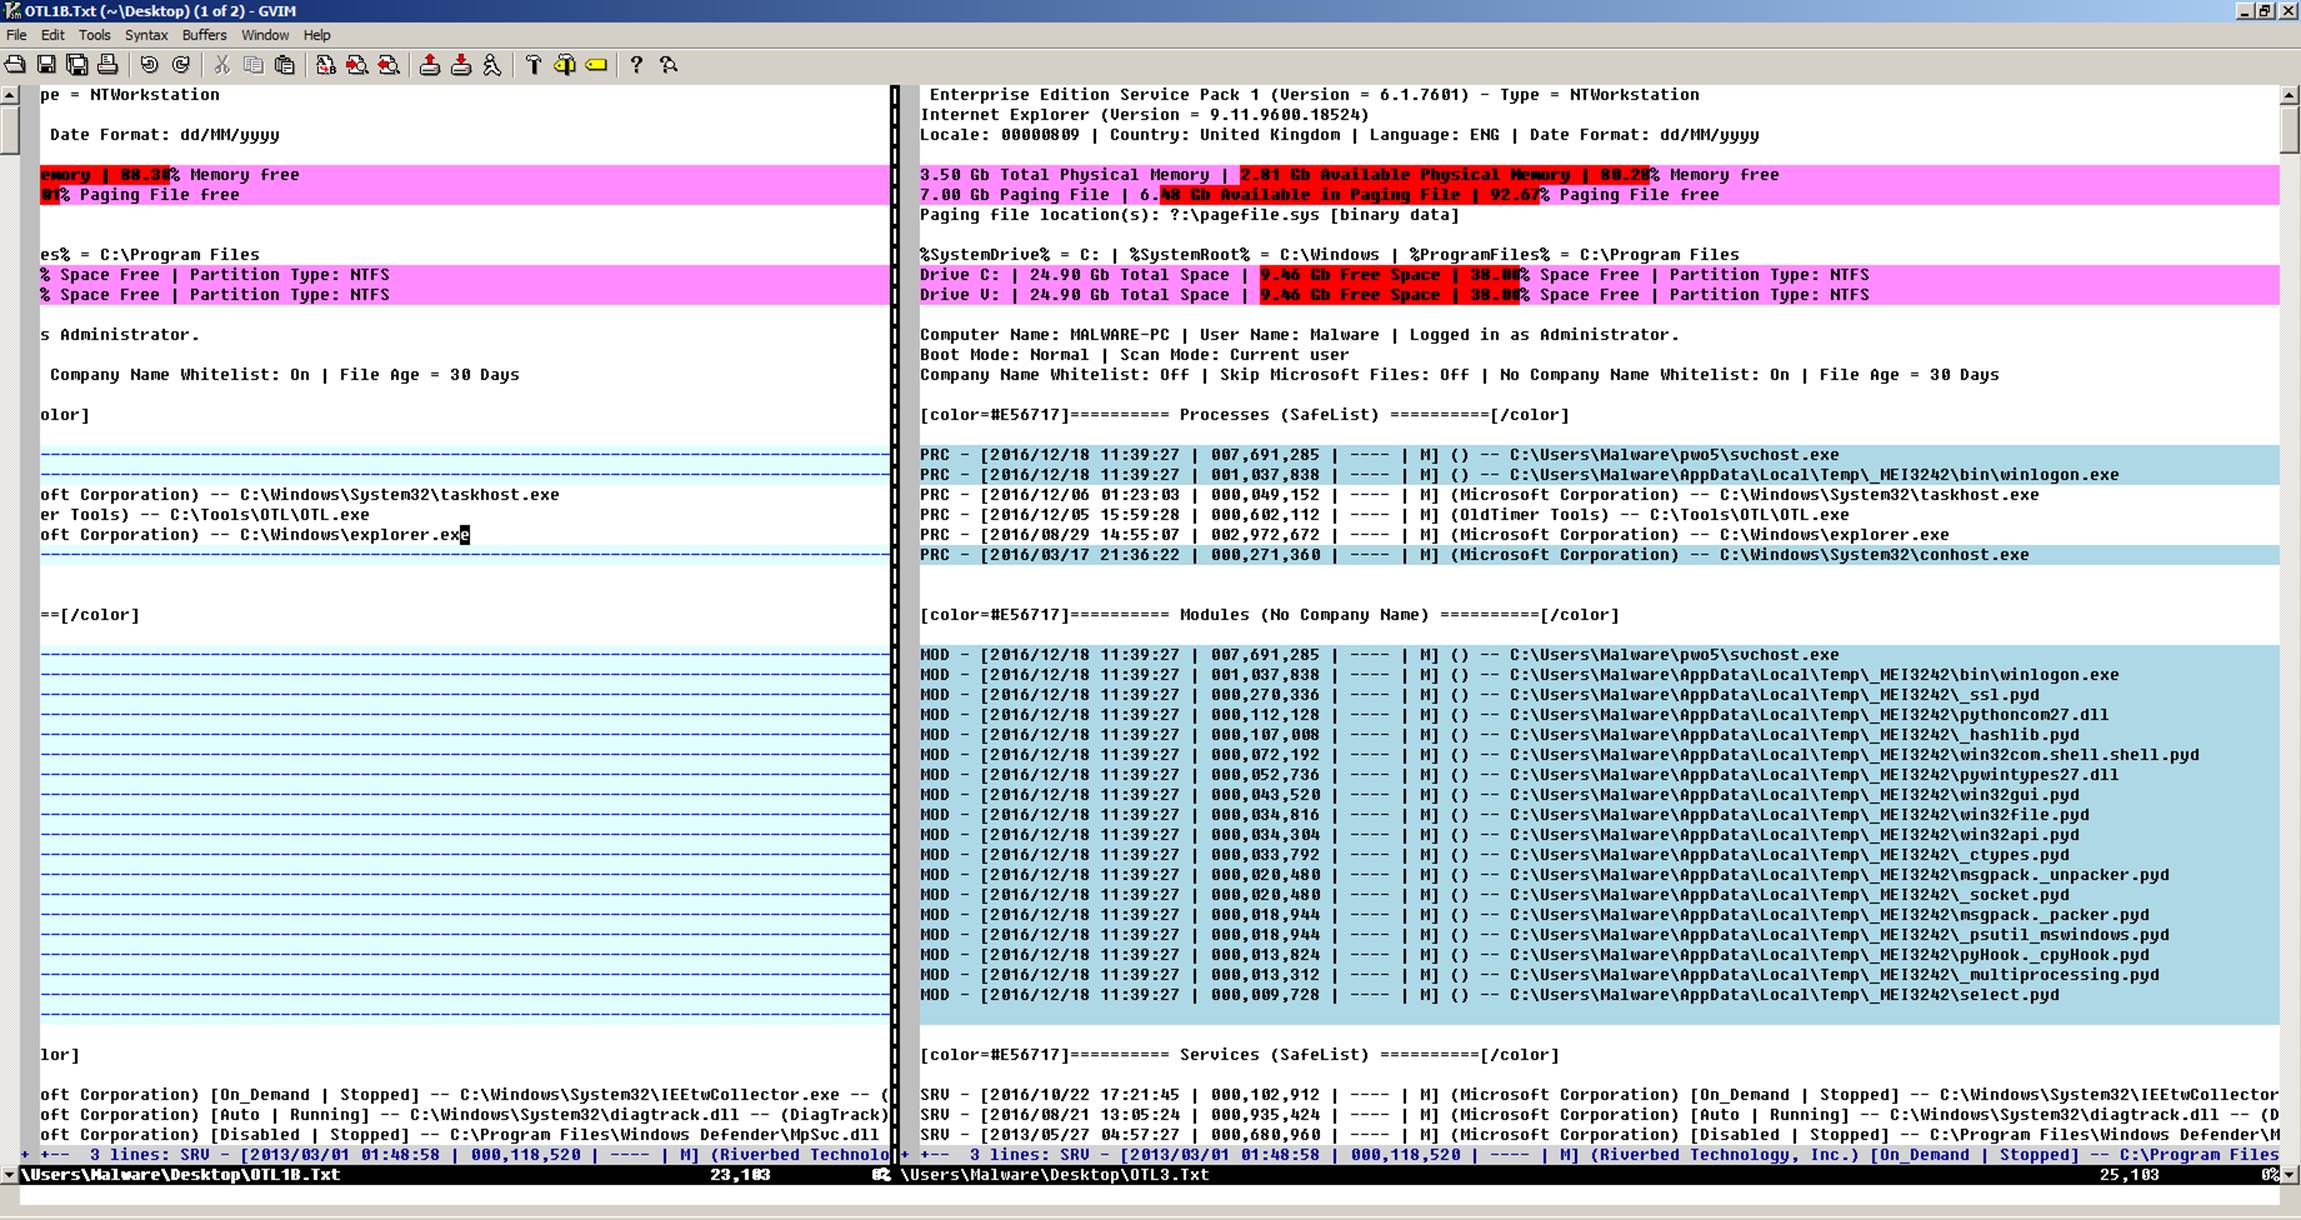 OTL1B.Txt (~\Desktop) (1 of 2) - GVIM
File Edit Tools Syntax Buffers Window Help
pe = NTWorkstation
Date Format: dd/MM/yyyy
emory | 88.30% Memory free
01% Paging File free
es% = C:\Program Files
% Space Free | Partition Type: NTFS
% Space Free | Partition Type: NTFS
s Administrator.
Company Name Whitelist: On | File Age = 30 Days
olor]
oft Corporation) -- C:\Windows\System32\taskhost.exe
er Tools) -- C:\Tools\OTL\OTL.exe
oft Corporation) -- C:\Windows\explorer.exe
==[/color]
lor]
oft Corporation) [On_Demand | Stopped] -- C:\Windows\System32\IEEtwCollector.exe -- (
oft Corporation) [Auto | Running] -- C:\Windows\System32\diagtrack.dll -- (DiagTrack)
oft Corporation) [Disabled | Stopped] -- C:\Program Files\Windows Defender\MpSvc.dll
+ +-- 3 lines: SRV - [2013/03/01 01:48:58 | 000,118,520 | ---- | M] (Riverbed Technolo
\Users\Malware\Desktop\OTL1B.Txt 23,103 0%
Enterprise Edition Service Pack 1 (Version = 6.1.7601) - Type = NTWorkstation
Internet Explorer (Version = 9.11.9600.18524)
Locale: 00000809 | Country: United Kingdom | Language: ENG | Date Format: dd/MM/yyyy
3.50 Gb Total Physical Memory | 2.81 Gb Available Physical Memory | 80.28% Memory free
7.00 Gb Paging File | 6.48 Gb Available in Paging File | 92.67% Paging File free
Paging file location(s): ?:\pagefile.sys [binary data]
%SystemDrive% = C: | %SystemRoot% = C:\Windows | %ProgramFiles% = C:\Program Files
Drive C: | 24.90 Gb Total Space | 9.46 Gb Free Space | 38.00% Space Free | Partition Type: NTFS
Drive V: | 24.90 Gb Total Space | 9.46 Gb Free Space | 38.00% Space Free | Partition Type: NTFS
Computer Name: MALWARE-PC | User Name: Malware | Logged in as Administrator.
Boot Mode: Normal | Scan Mode: Current user
Company Name Whitelist: Off | Skip Microsoft Files: Off | No Company Name Whitelist: On | File Age = 30 Days
[color=#E56717]========== Processes (SafeList) ==========[/color]
PRC - [2016/12/18 11:39:27 | 007,691,285 | ---- | M] () -- C:\Users\Malware\pwo5\svchost.exe
PRC - [2016/12/18 11:39:27 | 001,037,838 | ---- | M] () -- C:\Users\Malware\AppData\Local\Temp\_MEI3242\bin\winlogon.exe
PRC - [2016/12/06 01:23:03 | 000,049,152 | ---- | M] (Microsoft Corporation) -- C:\Windows\System32\taskhost.exe
PRC - [2016/12/05 15:59:28 | 000,602,112 | ---- | M] (OldTimer Tools) -- C:\Tools\OTL\OTL.exe
PRC - [2016/08/29 14:55:07 | 002,972,672 | ---- | M] (Microsoft Corporation) -- C:\Windows\explorer.exe
PRC - [2016/03/17 21:36:22 | 000,271,360 | ---- | M] (Microsoft Corporation) -- C:\Windows\System32\conhost.exe
[color=#E56717]========== Modules (No Company Name) ==========[/color]
MOD - [2016/12/18 11:39:27 | 007,691,285 | ---- | M] () -- C:\Users\Malware\pwo5\svchost.exe
MOD - [2016/12/18 11:39:27 | 001,037,838 | ---- | M] () -- C:\Users\Malware\AppData\Local\Temp\_MEI3242\bin\winlogon.exe
MOD - [2016/12/18 11:39:27 | 000,270,336 | ---- | M] () -- C:\Users\Malware\AppData\Local\Temp\_MEI3242\_ssl.pyd
MOD - [2016/12/18 11:39:27 | 000,112,128 | ---- | M] () -- C:\Users\Malware\AppData\Local\Temp\_MEI3242\pythoncom27.dll
MOD - [2016/12/18 11:39:27 | 000,107,008 | ---- | M] () -- C:\Users\Malware\AppData\Local\Temp\_MEI3242\_hashlib.pyd
MOD - [2016/12/18 11:39:27 | 000,072,192 | ---- | M] () -- C:\Users\Malware\AppData\Local\Temp\_MEI3242\win32com.shell.shell.pyd
MOD - [2016/12/18 11:39:27 | 000,052,736 | ---- | M] () -- C:\Users\Malware\AppData\Local\Temp\_MEI3242\pywintypes27.dll
MOD - [2016/12/18 11:39:27 | 000,043,520 | ---- | M] () -- C:\Users\Malware\AppData\Local\Temp\_MEI3242\win32gui.pyd
MOD - [2016/12/18 11:39:27 | 000,034,816 | ---- | M] () -- C:\Users\Malware\AppData\Local\Temp\_MEI3242\win32file.pyd
MOD - [2016/12/18 11:39:27 | 000,034,304 | ---- | M] () -- C:\Users\Malware\AppData\Local\Temp\_MEI3242\win32api.pyd
MOD - [2016/12/18 11:39:27 | 000,033,792 | ---- | M] () -- C:\Users\Malware\AppData\Local\Temp\_MEI3242\_ctypes.pyd
MOD - [2016/12/18 11:39:27 | 000,020,480 | ---- | M] () -- C:\Users\Malware\AppData\Local\Temp\_MEI3242\msgpack._unpacker.pyd
MOD - [2016/12/18 11:39:27 | 000,020,480 | ---- | M] () -- C:\Users\Malware\AppData\Local\Temp\_MEI3242\_socket.pyd
MOD - [2016/12/18 11:39:27 | 000,018,944 | ---- | M] () -- C:\Users\Malware\AppData\Local\Temp\_MEI3242\msgpack._packer.pyd
MOD - [2016/12/18 11:39:27 | 000,018,944 | ---- | M] () -- C:\Users\Malware\AppData\Local\Temp\_MEI3242\_psutil_mswindows.pyd
MOD - [2016/12/18 11:39:27 | 000,013,824 | ---- | M] () -- C:\Users\Malware\AppData\Local\Temp\_MEI3242\pyHook._cpyHook.pyd
MOD - [2016/12/18 11:39:27 | 000,013,312 | ---- | M] () -- C:\Users\Malware\AppData\Local\Temp\_MEI3242\_multiprocessing.pyd
MOD - [2016/12/18 11:39:27 | 000,009,728 | ---- | M] () -- C:\Users\Malware\AppData\Local\Temp\_MEI3242\select.pyd
[color=#E56717]========== Services (SafeList) ==========[/color]
SRV - [2016/10/22 17:21:45 | 000,102,912 | ---- | M] (Microsoft Corporation) [On_Demand | Stopped] -- C:\Windows\System32\IEEtwCollector
SRV - [2016/08/21 13:05:24 | 000,935,424 | ---- | M] (Microsoft Corporation) [Auto | Running] -- C:\Windows\System32\diagtrack.dll -- (D
SRV - [2013/05/27 04:57:27 | 000,680,960 | ---- | M] (Microsoft Corporation) [Disabled | Stopped] -- C:\Program Files\Windows Defender\M
+ +-- 3 lines: SRV - [2013/03/01 01:48:58 | 000,118,520 | ---- | M] (Riverbed Technology, Inc.) [On_Demand | Stopped] -- C:\Program Files
\Users\Malware\Desktop\OTL3.Txt 25,103 0%